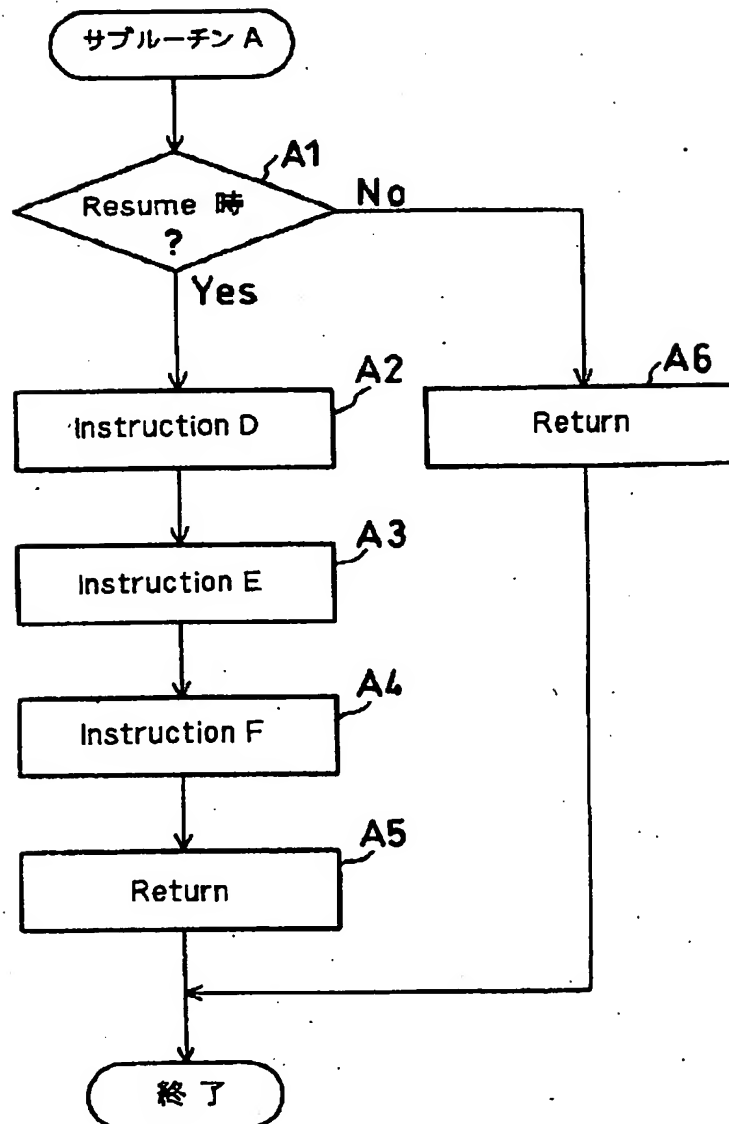 サブルーチン A
A1
Resume 時
?
No
Yes
A2
Instruction D
A6
Return
A3
Instruction E
A4
Instruction F
A5
Return
終了